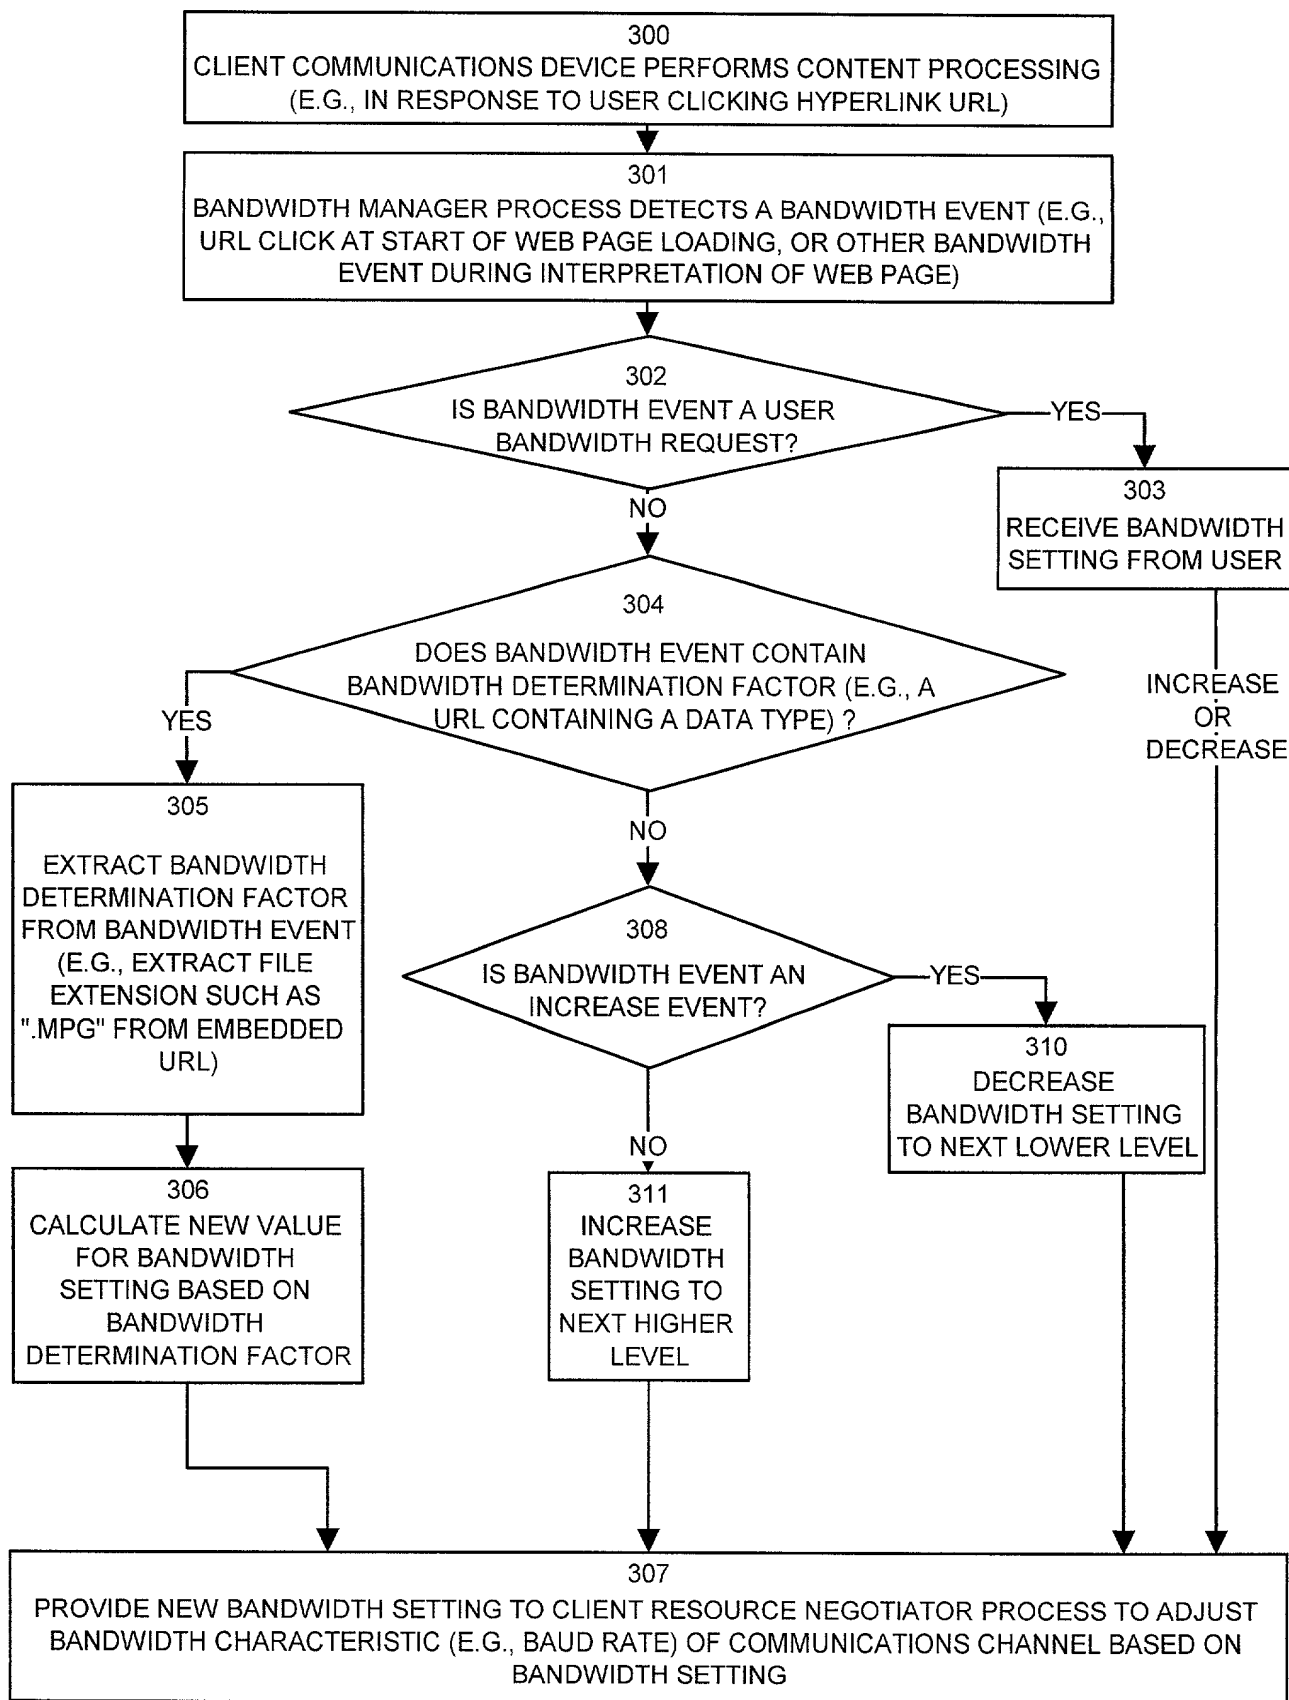 300
CLIENT COMMUNICATIONS DEVICE PERFORMS CONTENT PROCESSING
(E.G., IN RESPONSE TO USER CLICKING HYPERLINK URL)
301
BANDWIDTH MANAGER PROCESS DETECTS A BANDWIDTH EVENT (E.G.,
URL CLICK AT START OF WEB PAGE LOADING, OR OTHER BANDWIDTH
EVENT DURING INTERPRETATION OF WEB PAGE)
302
IS BANDWIDTH EVENT A USER
BANDWIDTH REQUEST?
YES
NO
303
RECEIVE BANDWIDTH
SETTING FROM USER
304
DOES BANDWIDTH EVENT CONTAIN
BANDWIDTH DETERMINATION FACTOR (E.G., A
URL CONTAINING A DATA TYPE) ?
YES
INCREASE
OR
DECREASE
305
EXTRACT BANDWIDTH
DETERMINATION FACTOR
FROM BANDWIDTH EVENT
(E.G., EXTRACT FILE
EXTENSION SUCH AS
".MPG" FROM EMBEDDED
URL)
NO
308
IS BANDWIDTH EVENT AN
INCREASE EVENT?
YES
310
DECREASE
BANDWIDTH SETTING
TO NEXT LOWER LEVEL
NO
306
CALCULATE NEW VALUE
FOR BANDWIDTH
SETTING BASED ON
BANDWIDTH
DETERMINATION FACTOR
311
INCREASE
BANDWIDTH
SETTING TO
NEXT HIGHER
LEVEL
307
PROVIDE NEW BANDWIDTH SETTING TO CLIENT RESOURCE NEGOTIATOR PROCESS TO ADJUST
BANDWIDTH CHARACTERISTIC (E.G., BAUD RATE) OF COMMUNICATIONS CHANNEL BASED ON
BANDWIDTH SETTING